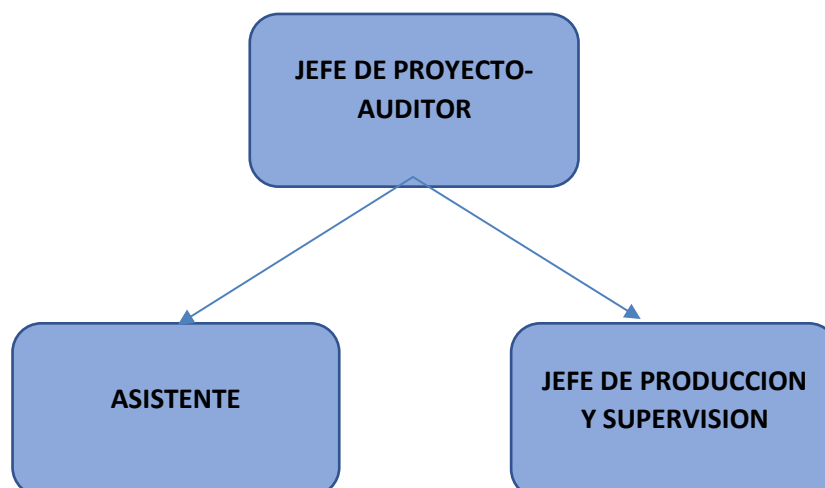 JEFE DE PROYECTO-
AUDITOR
ASISTENTE
JEFE DE PRODUCCION
Y SUPERVISION